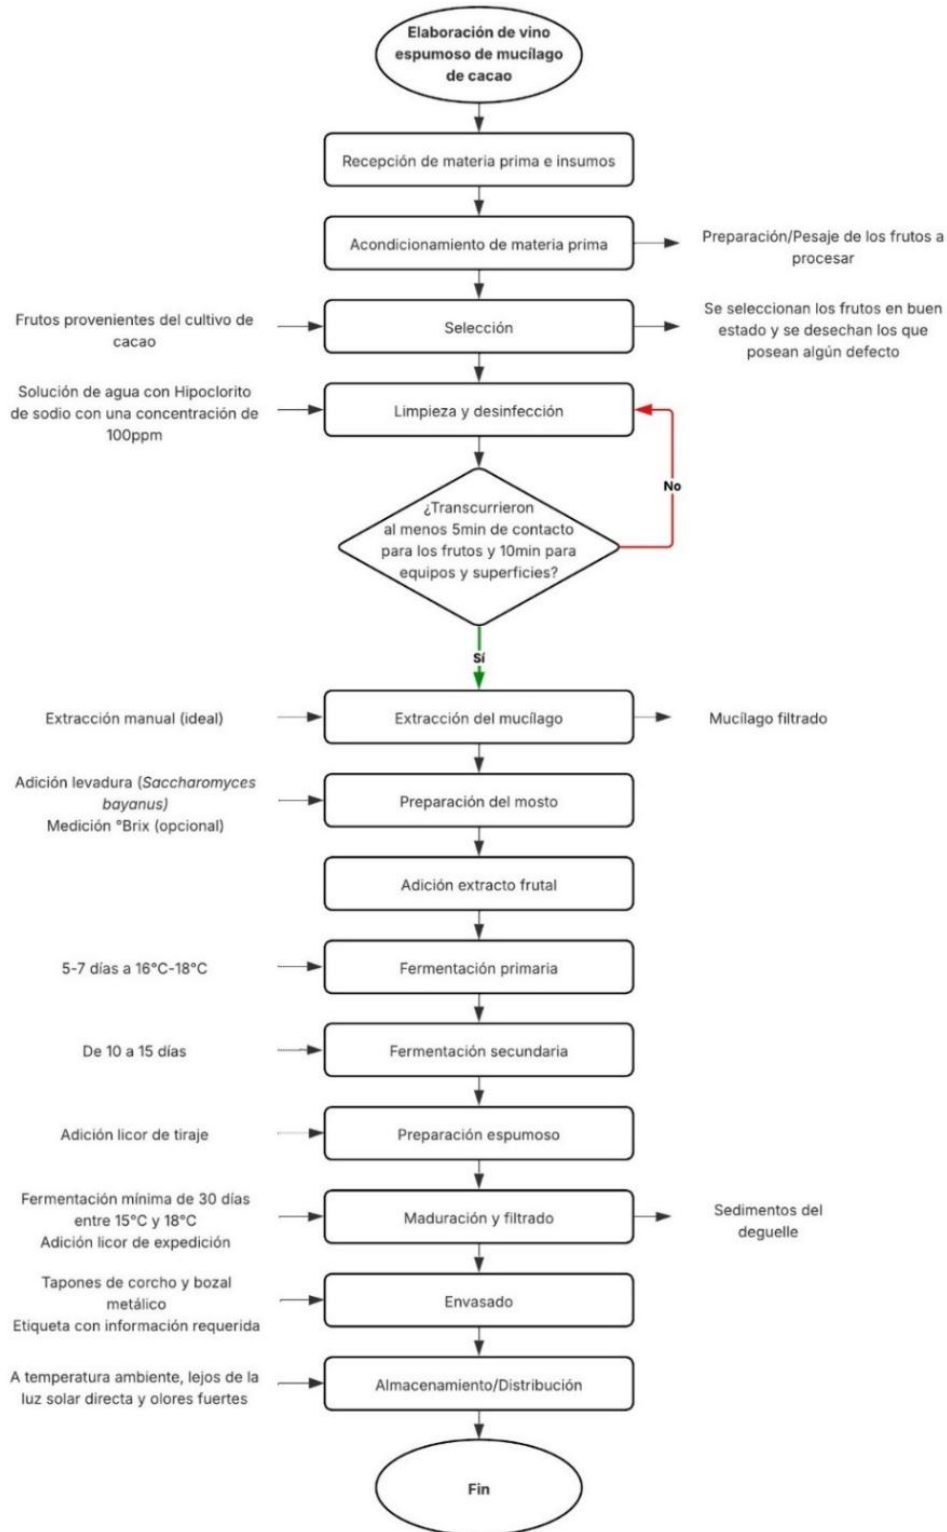 Elaboración de vino
espumoso de mucílago
de cacao
Recepción de materia prima e insumos
Acondicionamiento de materia prima
Preparación/Pesaje de los frutos a
procesar
Frutos provenientes del cultivo de
cacao
Selección
Se seleccionan los frutos en buen
estado y se desechan los que
posean algún defecto
Solución de agua con Hipoclorito
de sodio con una concentración de
100ppm
Limpieza y desinfección
No
¿Transcurrieron
al menos 5min de contacto
para los frutos y 10min para
equipos y superficies?
Sí
Extracción manual (ideal)
Extracción del mucílago
Mucílago filtrado
Adición levadura (Saccharomyces
bayanus)
Medición °Brix (opcional)
Preparación del mosto
Adición extracto frutal
5-7 días a 16°C-18°C
Fermentación primaria
De 10 a 15 días
Fermentación secundaria
Adición licor de tiraje
Preparación espumoso
Fermentación mínima de 30 días
entre 15°C y 18°C
Adición licor de expedición
Maduración y filtrado
Sedimentos del
deguelle
Tapones de corcho y bozal
metálico
Etiqueta con información requerida
Envasado
A temperatura ambiente, lejos de la
luz solar directa y olores fuertes
Almacenamiento/Distribución
Fin